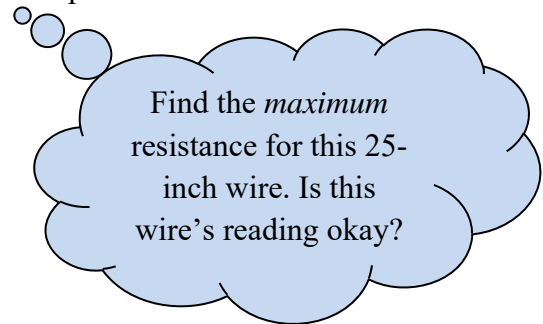 Find the maximum
resistance for this 25-
inch wire. Is this
wire's reading okay?